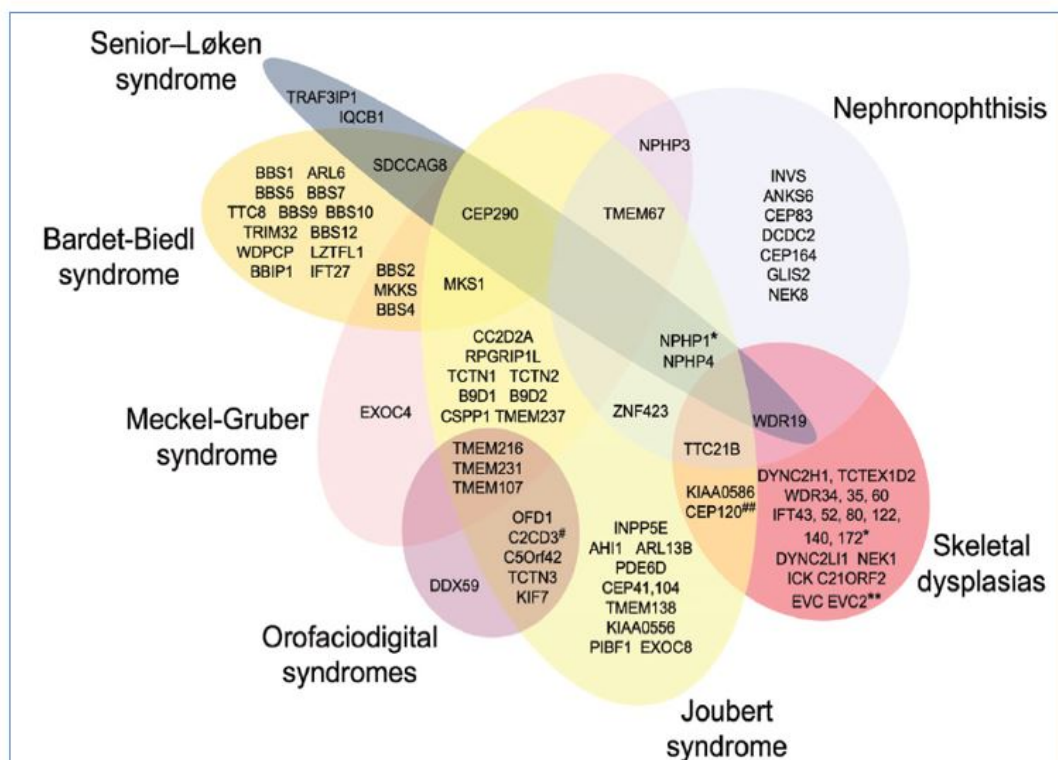 Senior–Løken
syndrome
TRAF3IP1
IQCB1
SDCCAG8
Nephronophthisis
NPHP3
INVS
ANKS6
CEP83
DCDC2
CEP164
GLIS2
NEK8
TMEM67
CEP290
Bardet-Biedl
syndrome
BBS1 ARL6
BBS5 BBS7
TTC8 BBS9 BBS10
TRIM32 BBS12
WDPCP LZTFL1
BBIP1 IFT27
BBS2
MKKS
BBS4
MKS1
NPHP1*
NPHP4
CC2D2A
RPGRIP1L
TCTN1 TCTN2
B9D1 B9D2
CSPP1 TMEM237
Meckel-Gruber
syndrome
EXOC4
ZNF423
WDR19
TTC21B
TMEM216
TMEM231
TMEM107
KIAA0586
CEP120##
DYNC2H1, TCTEX1D2
WDR34, 35, 60
IFT43, 52, 80, 122,
140, 172*
DYNC2LI1 NEK1
ICK C21ORF2
EVC EVC2**
Skeletal
dysplasias
OFD1
C2CD3#
C5Orf42
TCTN3
KIF7
DDX59
Orofaciodigital
syndromes
INPP5E
AHI1 ARL13B
PDE6D
CEP41,104
TMEM138
KIAA0556
PIBF1 EXOC8
Joubert
syndrome